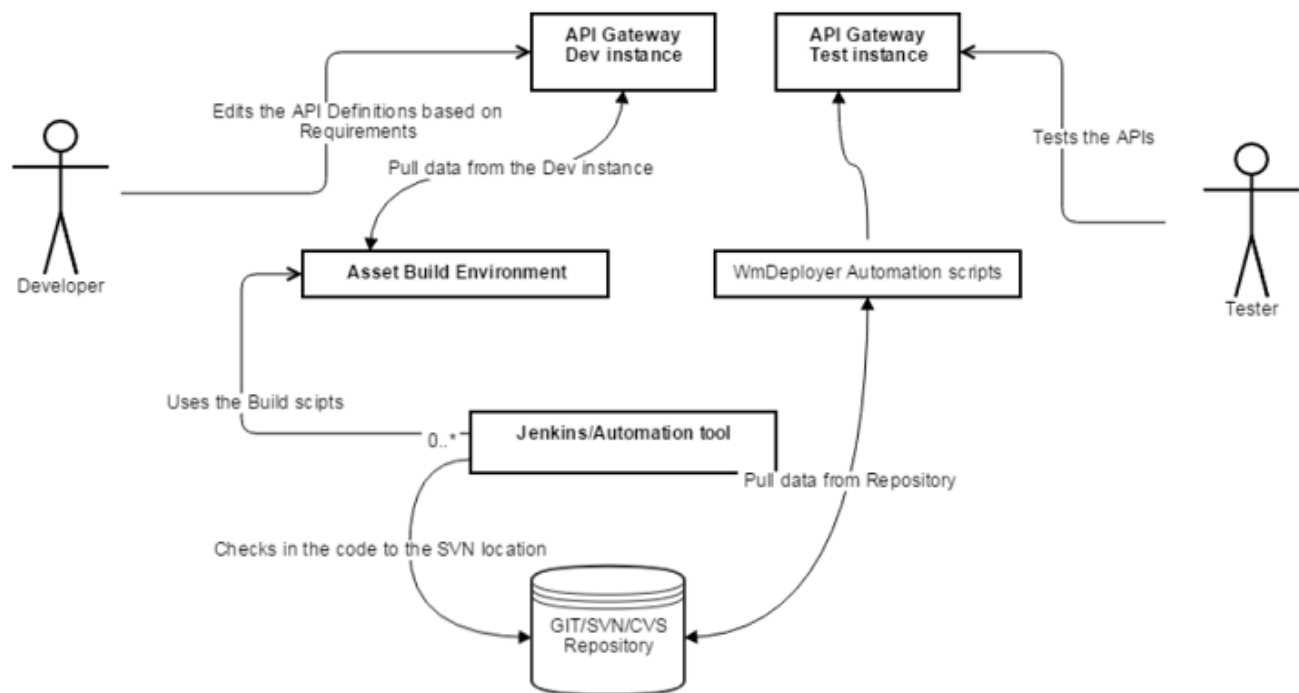 API Gateway
Dev instance
API Gateway
Test instance
Edits the API Definitions based on
Requirements
Tests the APIs
Pull data from the Dev instance
Developer
Asset Build Environment
WmDeployer Automation scripts
Tester
Uses the Build scipts
0..*
Jenkins/Automation tool
Pull data from Repository
Checks in the code to the SVN location
GIT/SVN/CVS
Repository